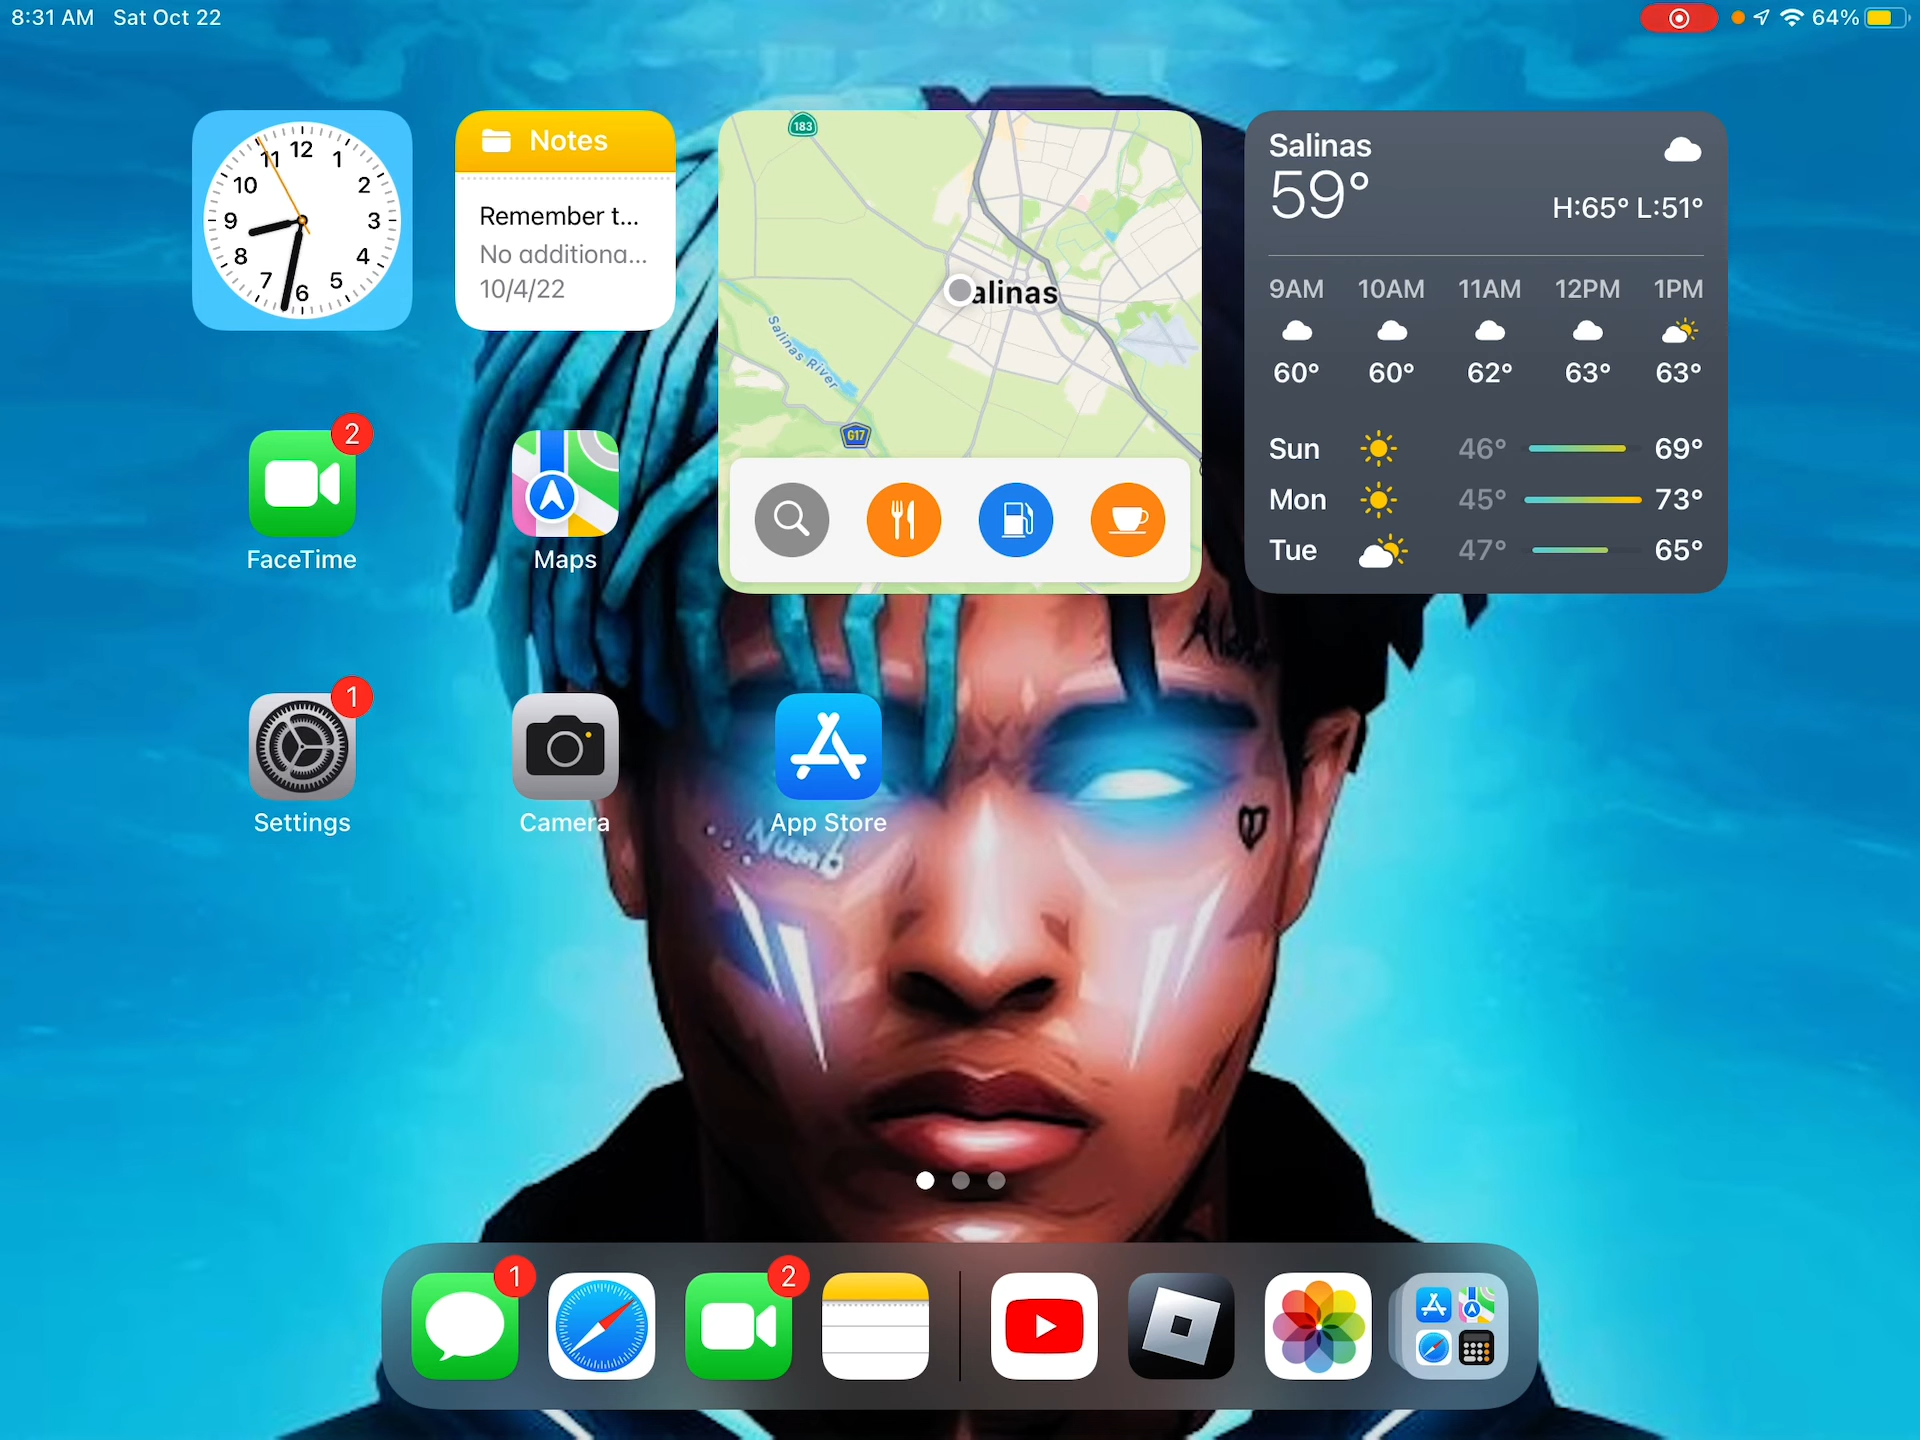 8:31 AM Sat Oct 22
64%
12
11 1
10 2
9 3
8 4
7 5
6
Notes
Remember t...
No additiona...
10/4/22
183
alinas
Salinas River
G17
Salinas
59°
H:65° L:51°
9AM 10AM 11AM 12PM 1PM
60° 60° 62° 63° 63°
Sun 46° 69°
Mon 45° 73°
Tue 47° 65°
2
FaceTime
Maps
1
Settings
Camera
App Store
Numb
1
2